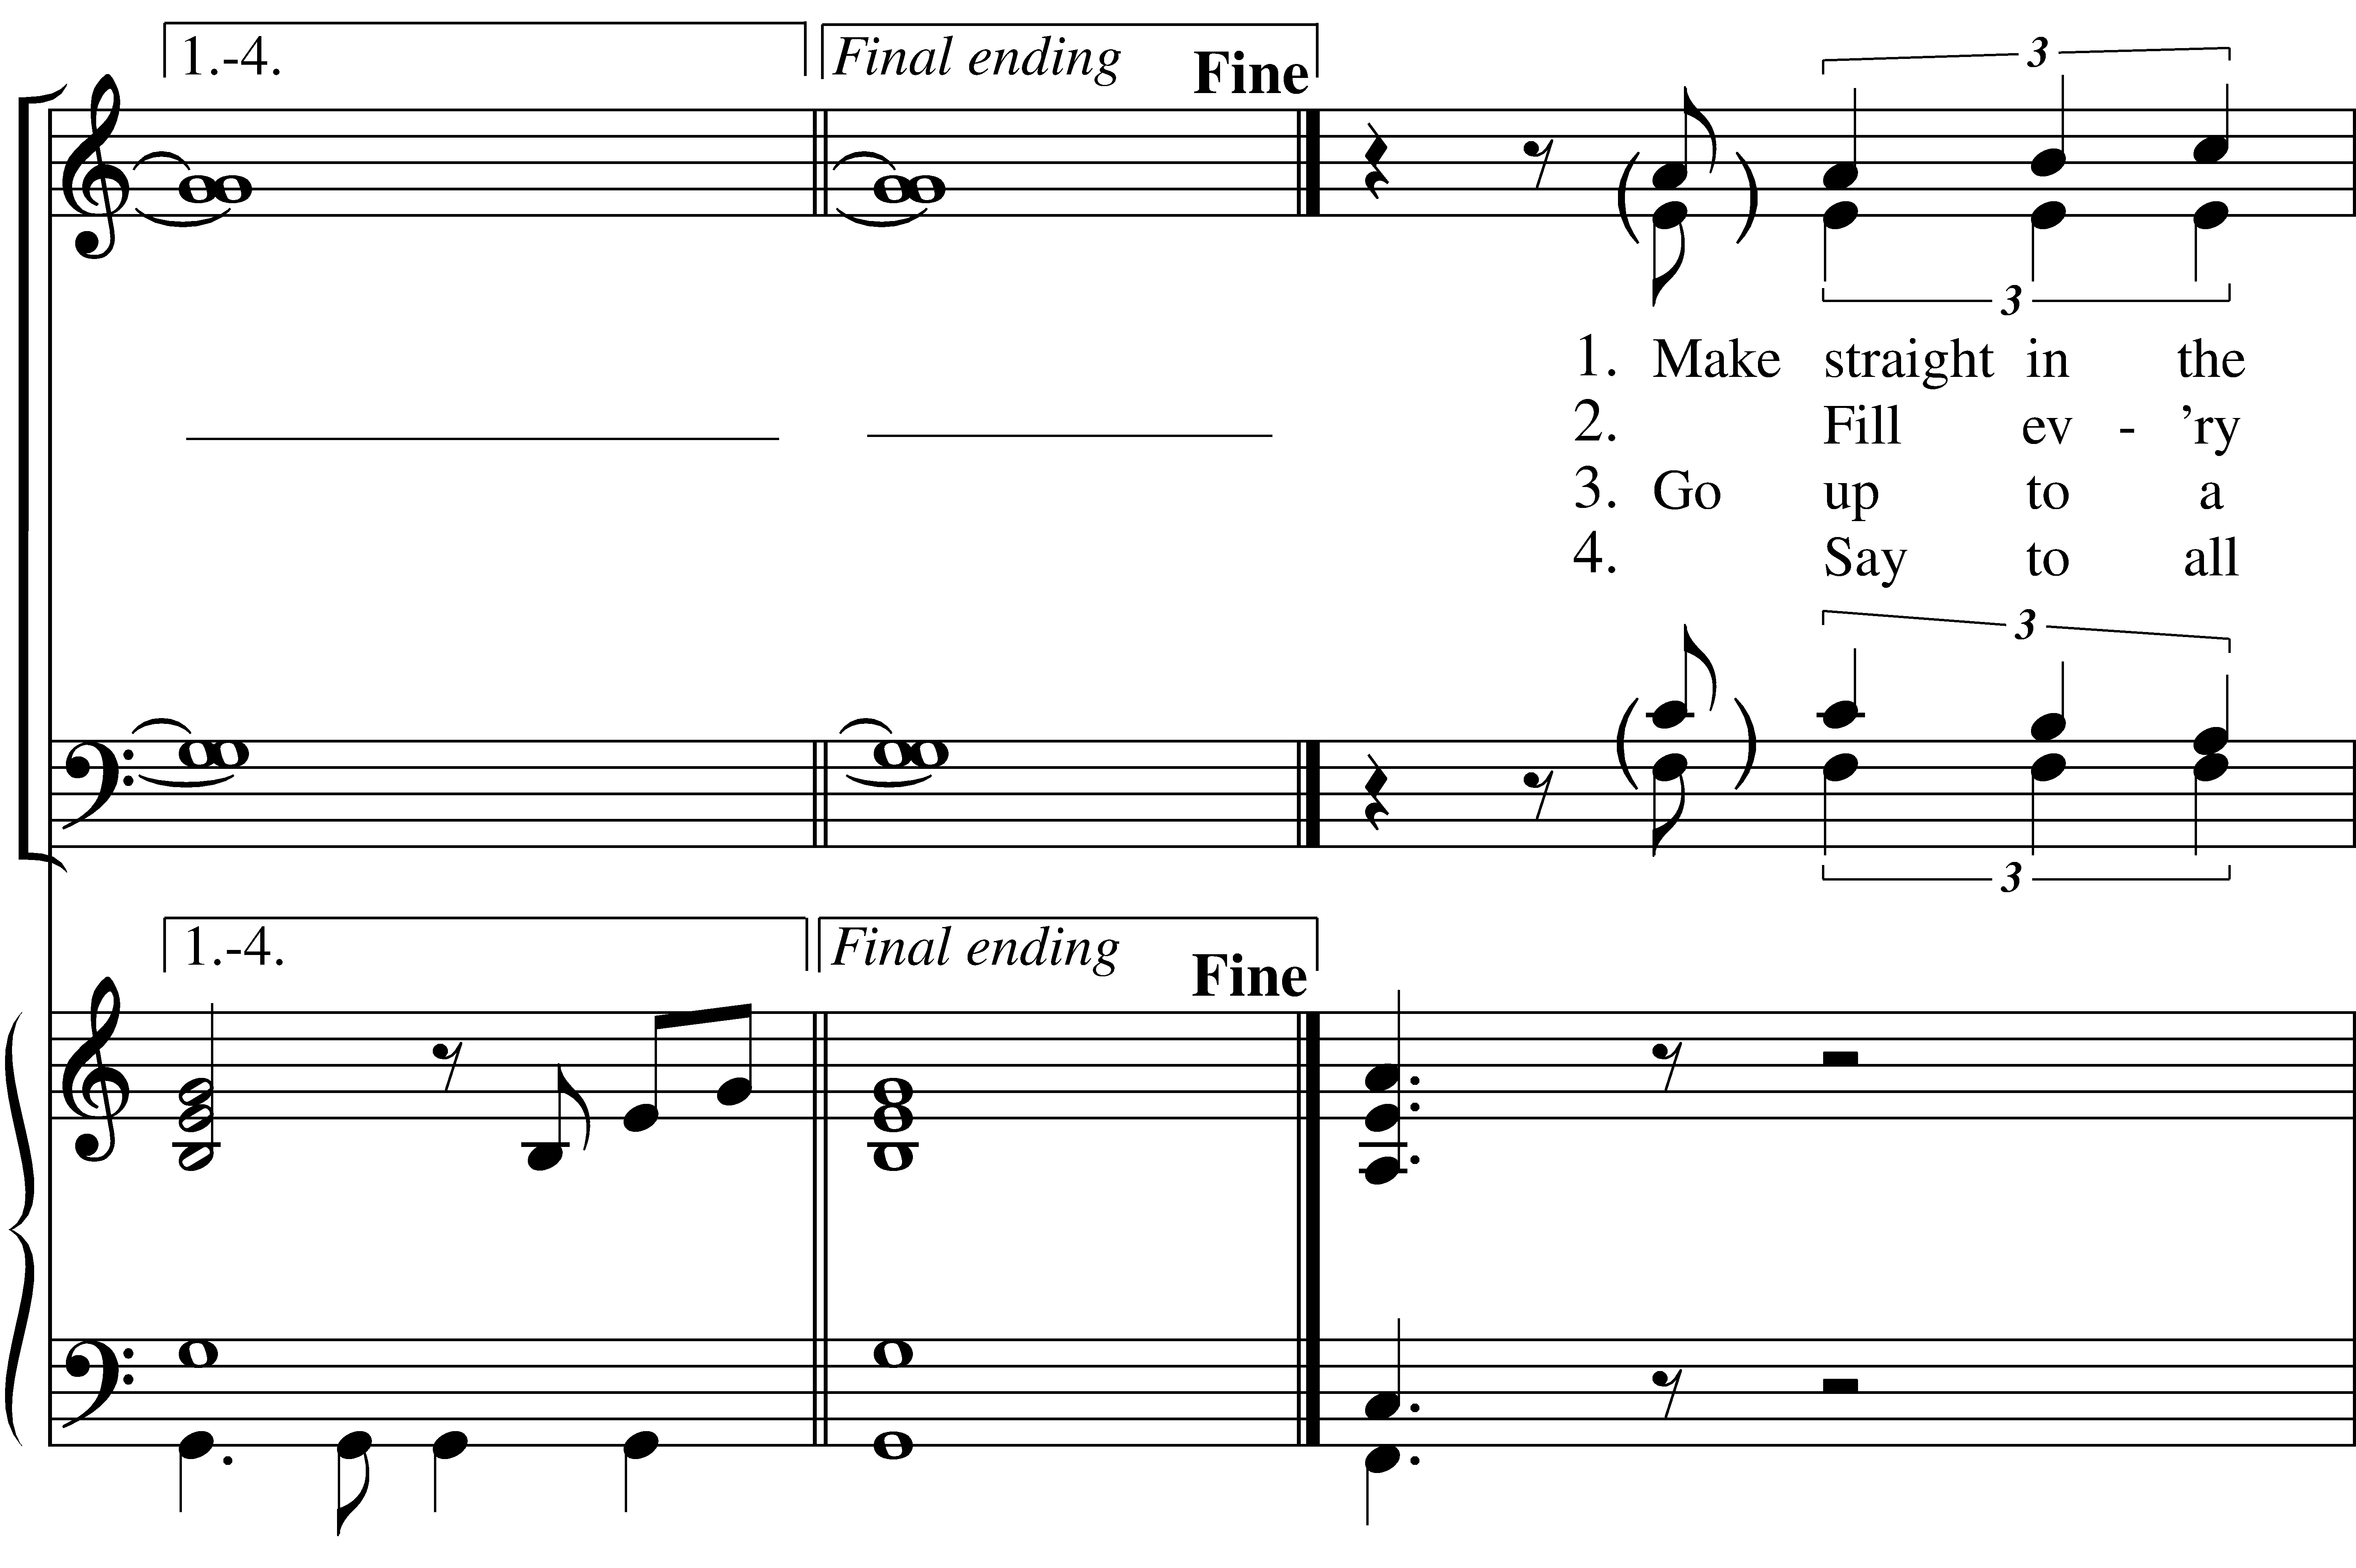 1.-4. Final ending Fine
3
3
1. Make straight in the
2. Fill ev - ’ry
3. Go up to a
4. Say to all
3
3
1.-4. Final ending Fine